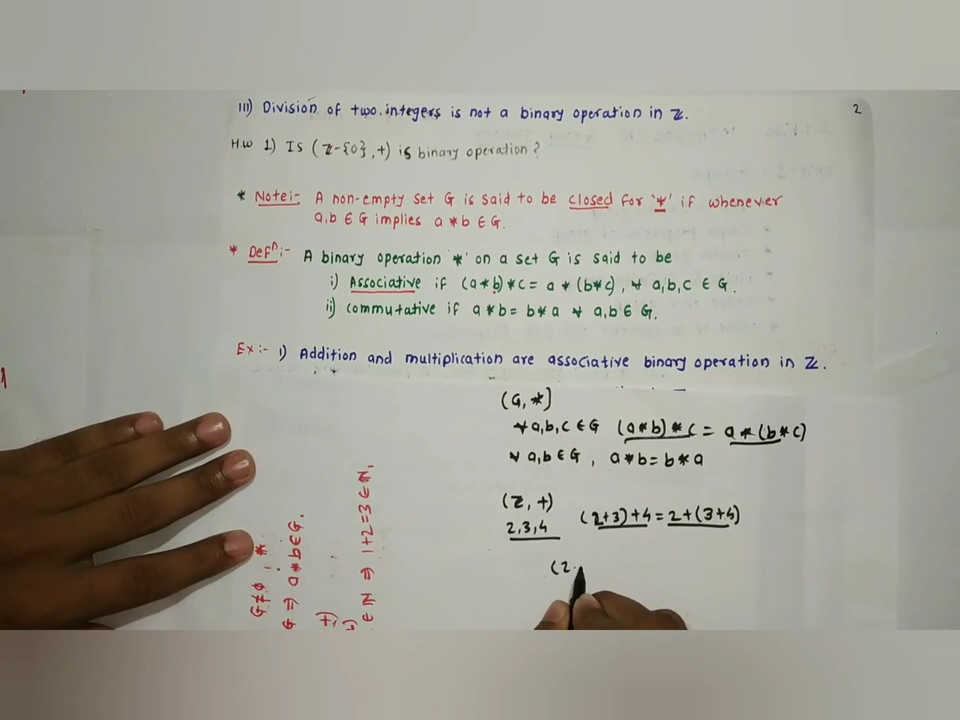 III) Division of two integers is not a binary operation in Z. 2
H.W 1) Is (Z-{0}, +) is binary operation?
* Note:- A non-empty set G is said to be closed for '*' if whenever
a,b ∈ G implies a * b ∈ G.
* Defⁿ:- A binary operation '*' on a set G is said to be
i) Associative if (a*b)*c = a*(b*c), ∀ a,b,c ∈ G.
ii) commutative if a*b = b*a ∀ a,b ∈ G.
Ex:- 1) Addition and multiplication are associative binary operation in Z.
(G, *]
∀ a,b,c ∈ G (a*b)*c = a*(b*c)
∀ a,b ∈ G, a*b = b*a
(Z, +)
2,3,4 (2+3)+4 = 2+(3+4)
(2.
G≠φ, *
G ⇒ a*b ∈ G.
+)
∈ N ⇒ 1+2=3 ∈ N,